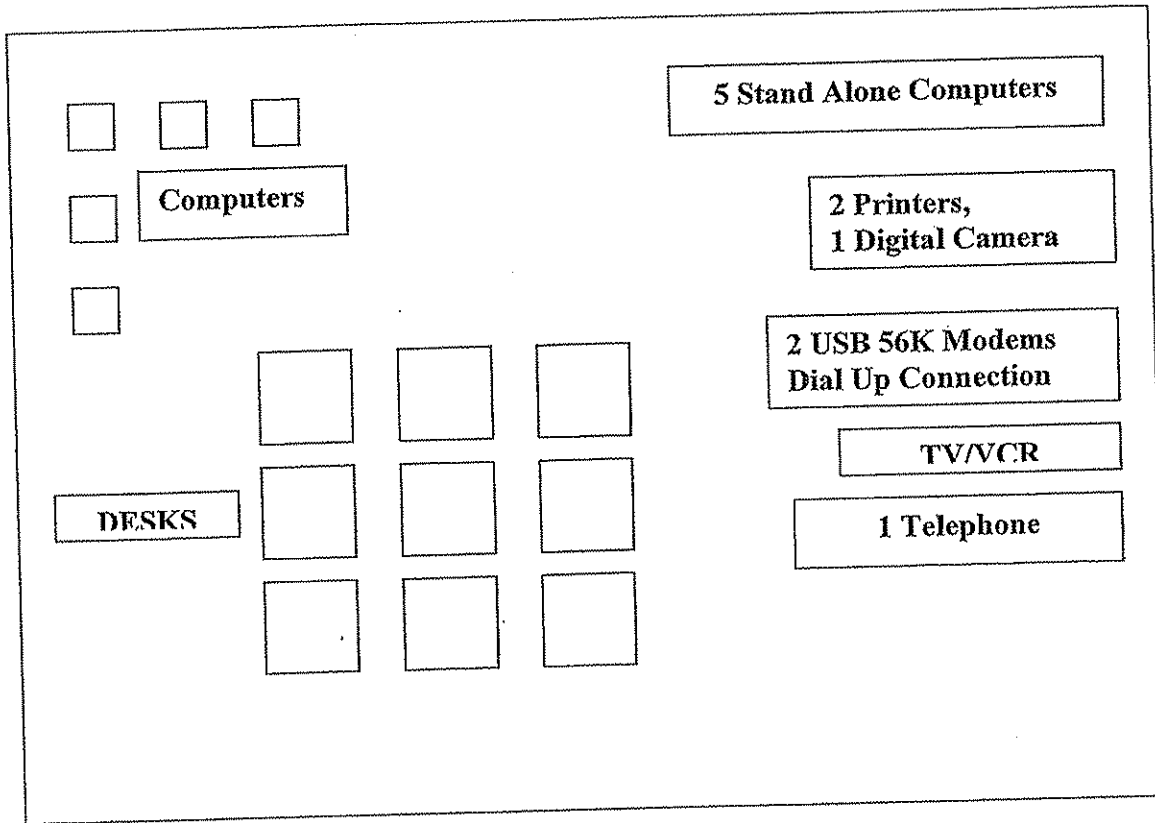 5 Stand Alone Computers
Computers
2 Printers,
1 Digital Camera
2 USB 56K Modems
Dial Up Connection
TV/VCR
DESKS
1 Telephone